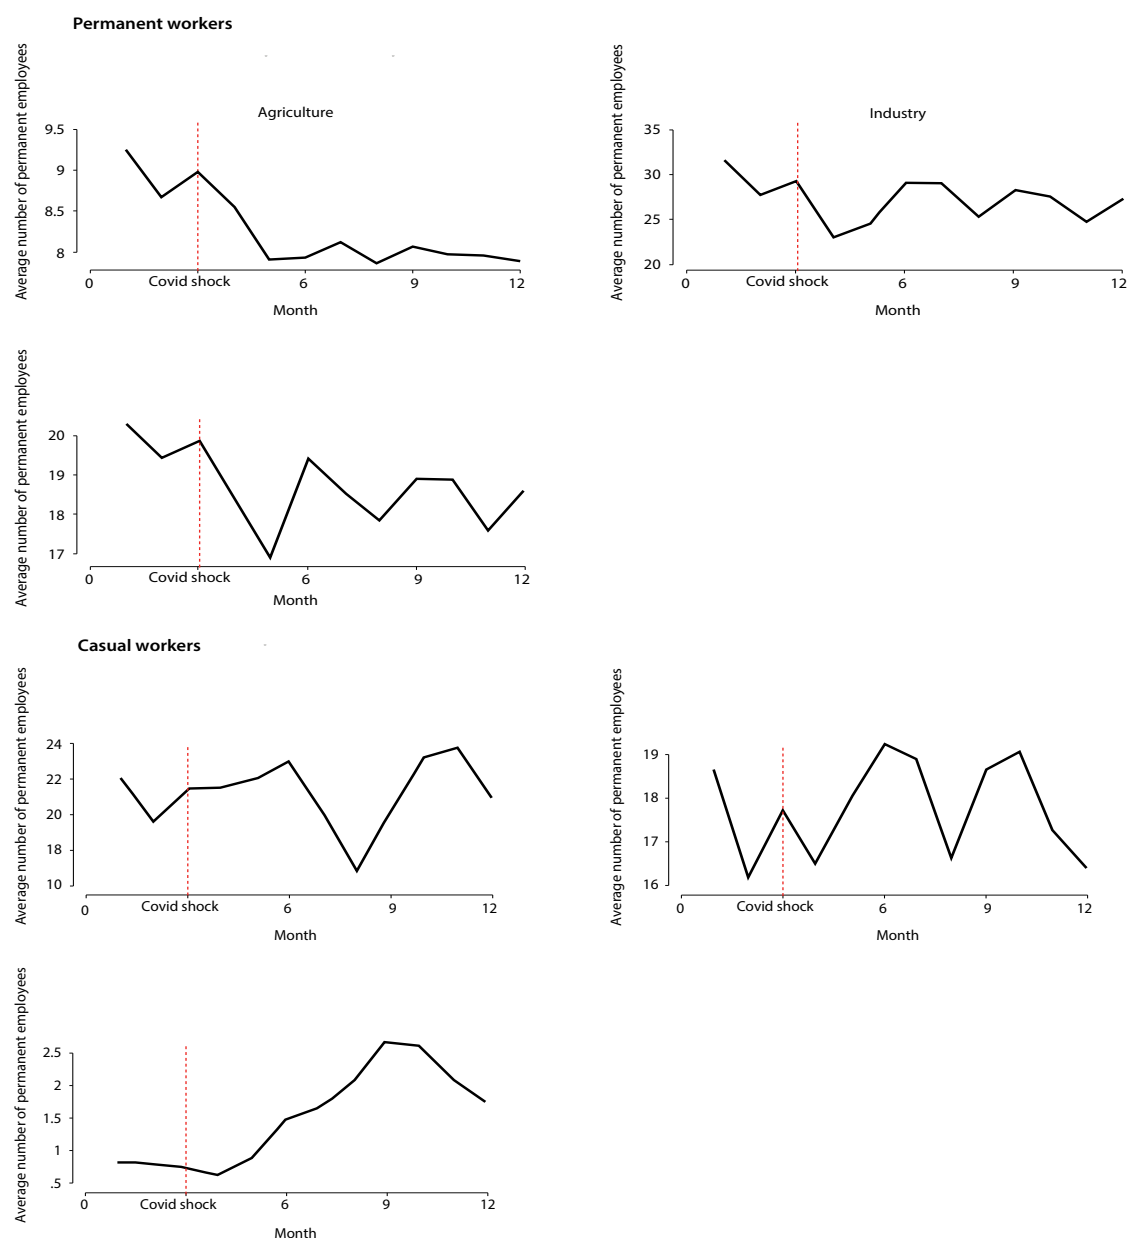 Permanent workers
Average number of permanent employees
Agriculture
9.5
9
8.5
8
0
Covid shock
6
9
12
Month
Average number of permanent employees
Industry
35
30
25
20
0
Covid shock
6
9
12
Month
Average number of permanent employees
20
19
18
17
0
Covid shock
6
9
12
Month
Casual workers
Average number of permanent employees
24
22
20
18
10
0
Covid shock
6
9
12
Month
Average number of permanent employees
19
18
17
16
0
Covid shock
6
9
12
Month
Average number of permanent employees
2.5
2
1.5
1
.5
0
Covid shock
6
9
12
Month